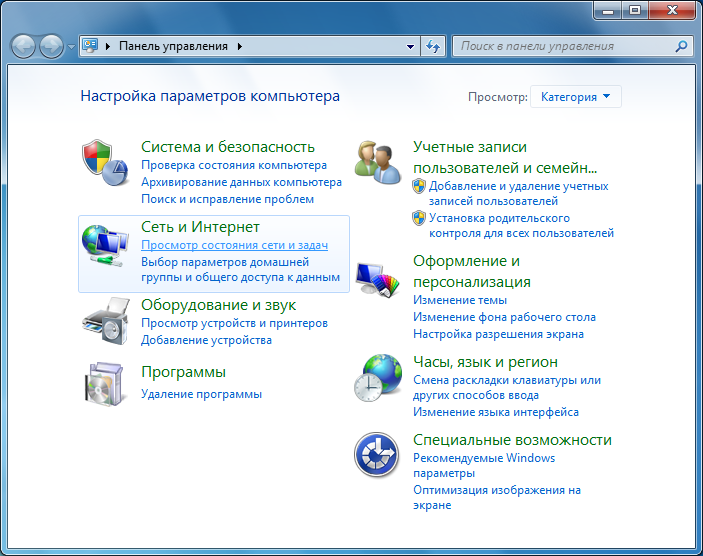 Панель управления
Поиск в панели управления
Настройка параметров компьютера
Просмотр: Категория
Система и безопасность
Проверка состояния компьютера
Архивирование данных компьютера
Поиск и исправление проблем
Сеть и Интернет
Просмотр состояния сети и задач
Выбор параметров домашней
группы и общего доступа к данным
Оборудование и звук
Просмотр устройств и принтеров
Добавление устройства
Программы
Удаление программы
Учетные записи
пользователей и семейн...
Добавление и удаление учетных
записей пользователей
Установка родительского
контроля для всех пользователей
Оформление и
персонализация
Изменение темы
Изменение фона рабочего стола
Настройка разрешения экрана
Часы, язык и регион
Смена раскладки клавиатуры или
других способов ввода
Изменение языка интерфейса
Специальные возможности
Рекомендуемые Windows
параметры
Оптимизация изображения на
экране